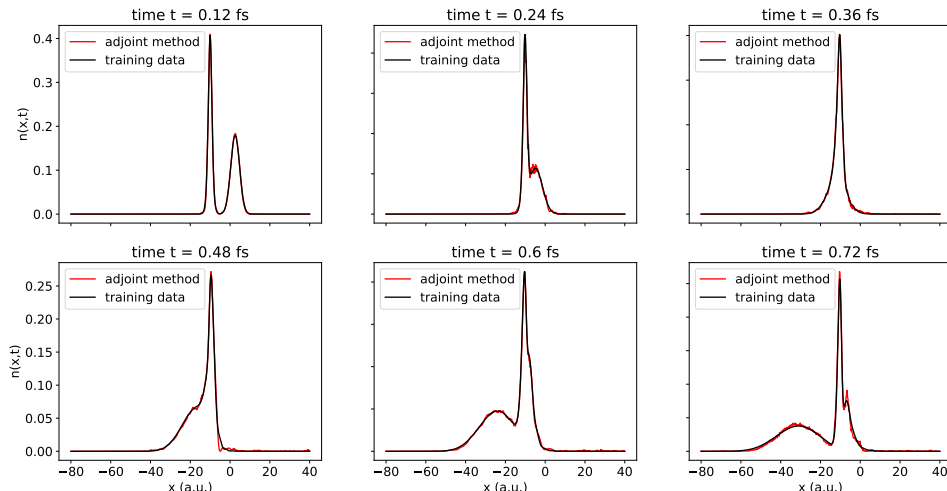 time t = 0.12 fs
time t = 0.24 fs
time t = 0.36 fs
adjoint method
training data
adjoint method
training data
adjoint method
training data
n(x,t)
0.4
0.3
0.2
0.1
0.0
time t = 0.48 fs
time t = 0.6 fs
time t = 0.72 fs
adjoint method
training data
adjoint method
training data
adjoint method
training data
n(x,t)
0.25
0.20
0.15
0.10
0.05
0.00
−80 −60 −40 −20 0 20 40
−80 −60 −40 −20 0 20 40
−80 −60 −40 −20 0 20 40
x (a.u.)
x (a.u.)
x (a.u.)